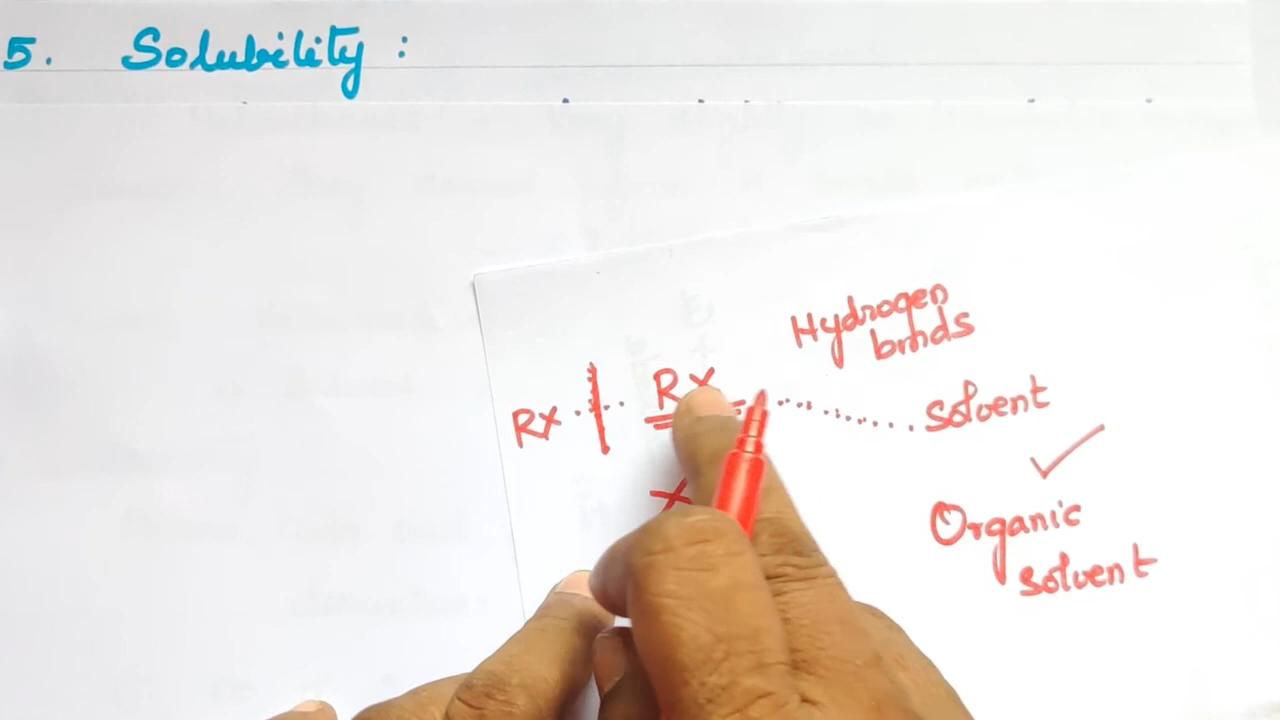 5. Solubility :
Hydrogen
bonds
RX RX solvent
X
Organic
solvent